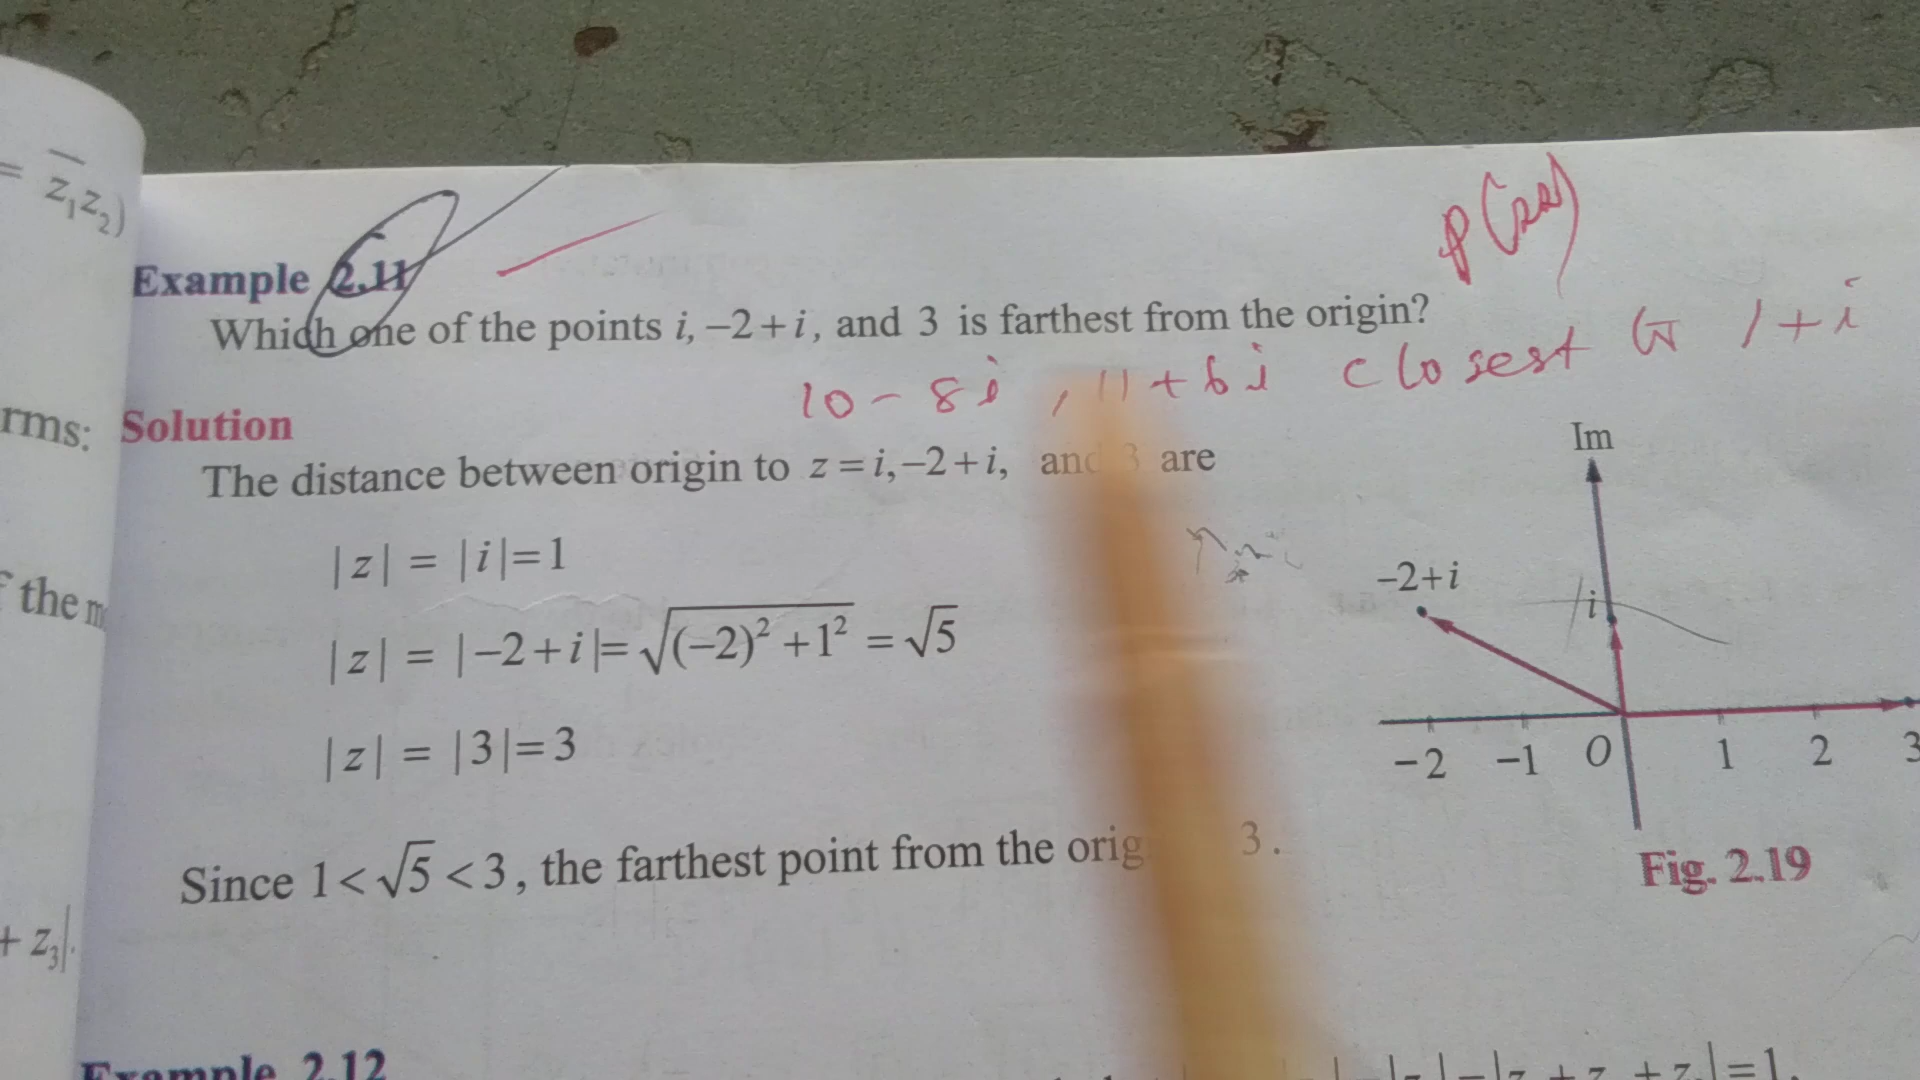 = z̅₁z₂)
Example 2.11
P(
Which one of the points i, −2+i, and 3 is farthest from the origin?
10 − 8i , 11 + 6i closest to 1+i
rms:
Solution
The distance between origin to z = i, −2+i, and 3 are
|z| = |i| = 1
the
|z| = |−2+i| = √((−2)² + 1²) = √5
|z| = |3| = 3
Since 1 < √5 < 3, the farthest point from the orig 3.
+ z₃|.
Im
−2+i
i
−2 −1 O 1 2 3
Fig. 2.19
Example 2.12
= 1,